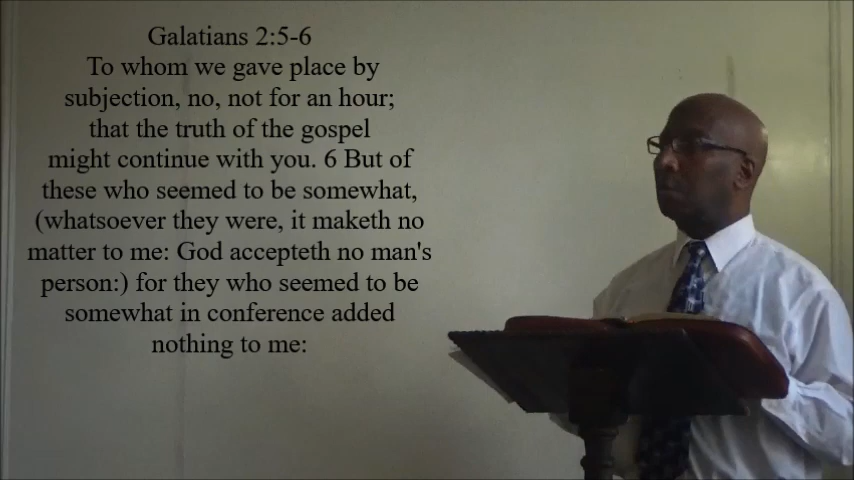 Galatians 2:5-6
To whom we gave place by
subjection, no, not for an hour;
that the truth of the gospel
might continue with you. 6 But of
these who seemed to be somewhat,
(whatsoever they were, it maketh no
matter to me: God accepteth no man's
person:) for they who seemed to be
somewhat in conference added
nothing to me: